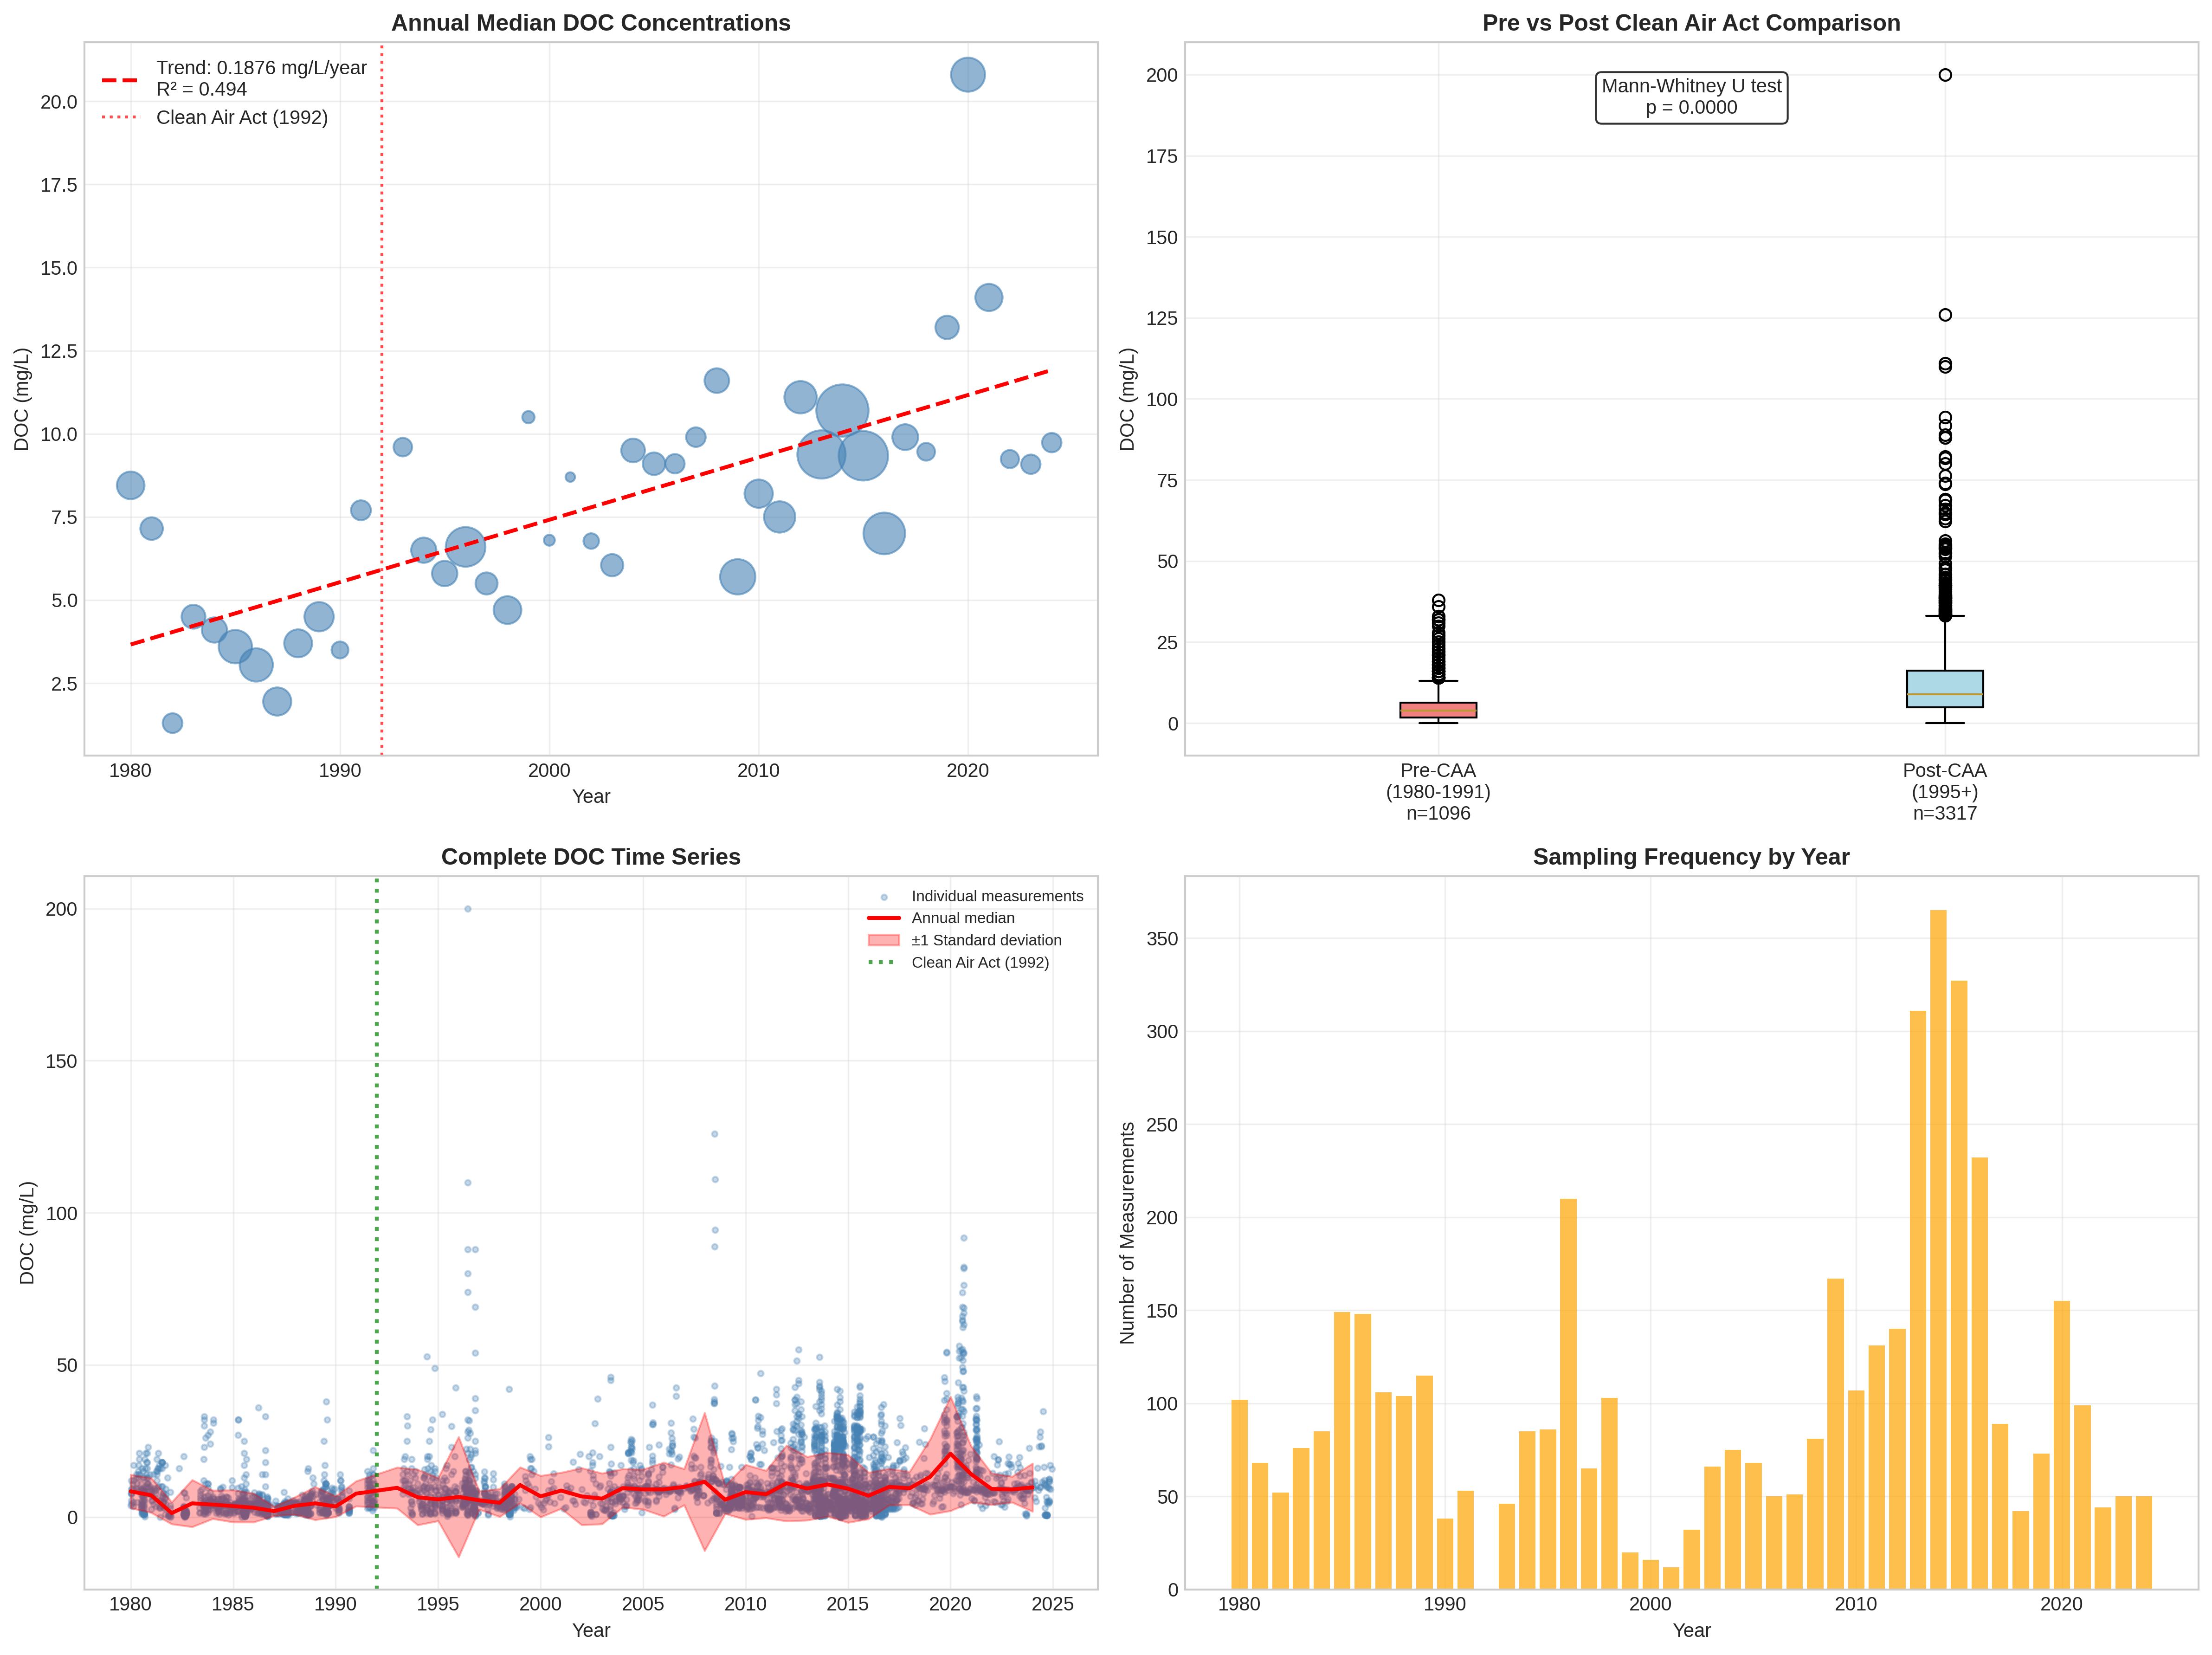 Annual Median DOC Concentrations
Trend: 0.1876 mg/L/year
R² = 0.494
Clean Air Act (1992)
DOC (mg/L)
20.0
17.5
15.0
12.5
10.0
7.5
5.0
2.5
1980
1990
2000
2010
2020
Year
Pre vs Post Clean Air Act Comparison
Mann-Whitney U test
p = 0.0000
DOC (mg/L)
200
175
150
125
100
75
50
25
0
Pre-CAA
(1980-1991)
n=1096
Post-CAA
(1995+)
n=3317
Complete DOC Time Series
Individual measurements
Annual median
±1 Standard deviation
Clean Air Act (1992)
DOC (mg/L)
200
150
100
50
0
1980
1985
1990
1995
2000
2005
2010
2015
2020
2025
Year
Sampling Frequency by Year
Number of Measurements
350
300
250
200
150
100
50
0
1980
1990
2000
2010
2020
Year